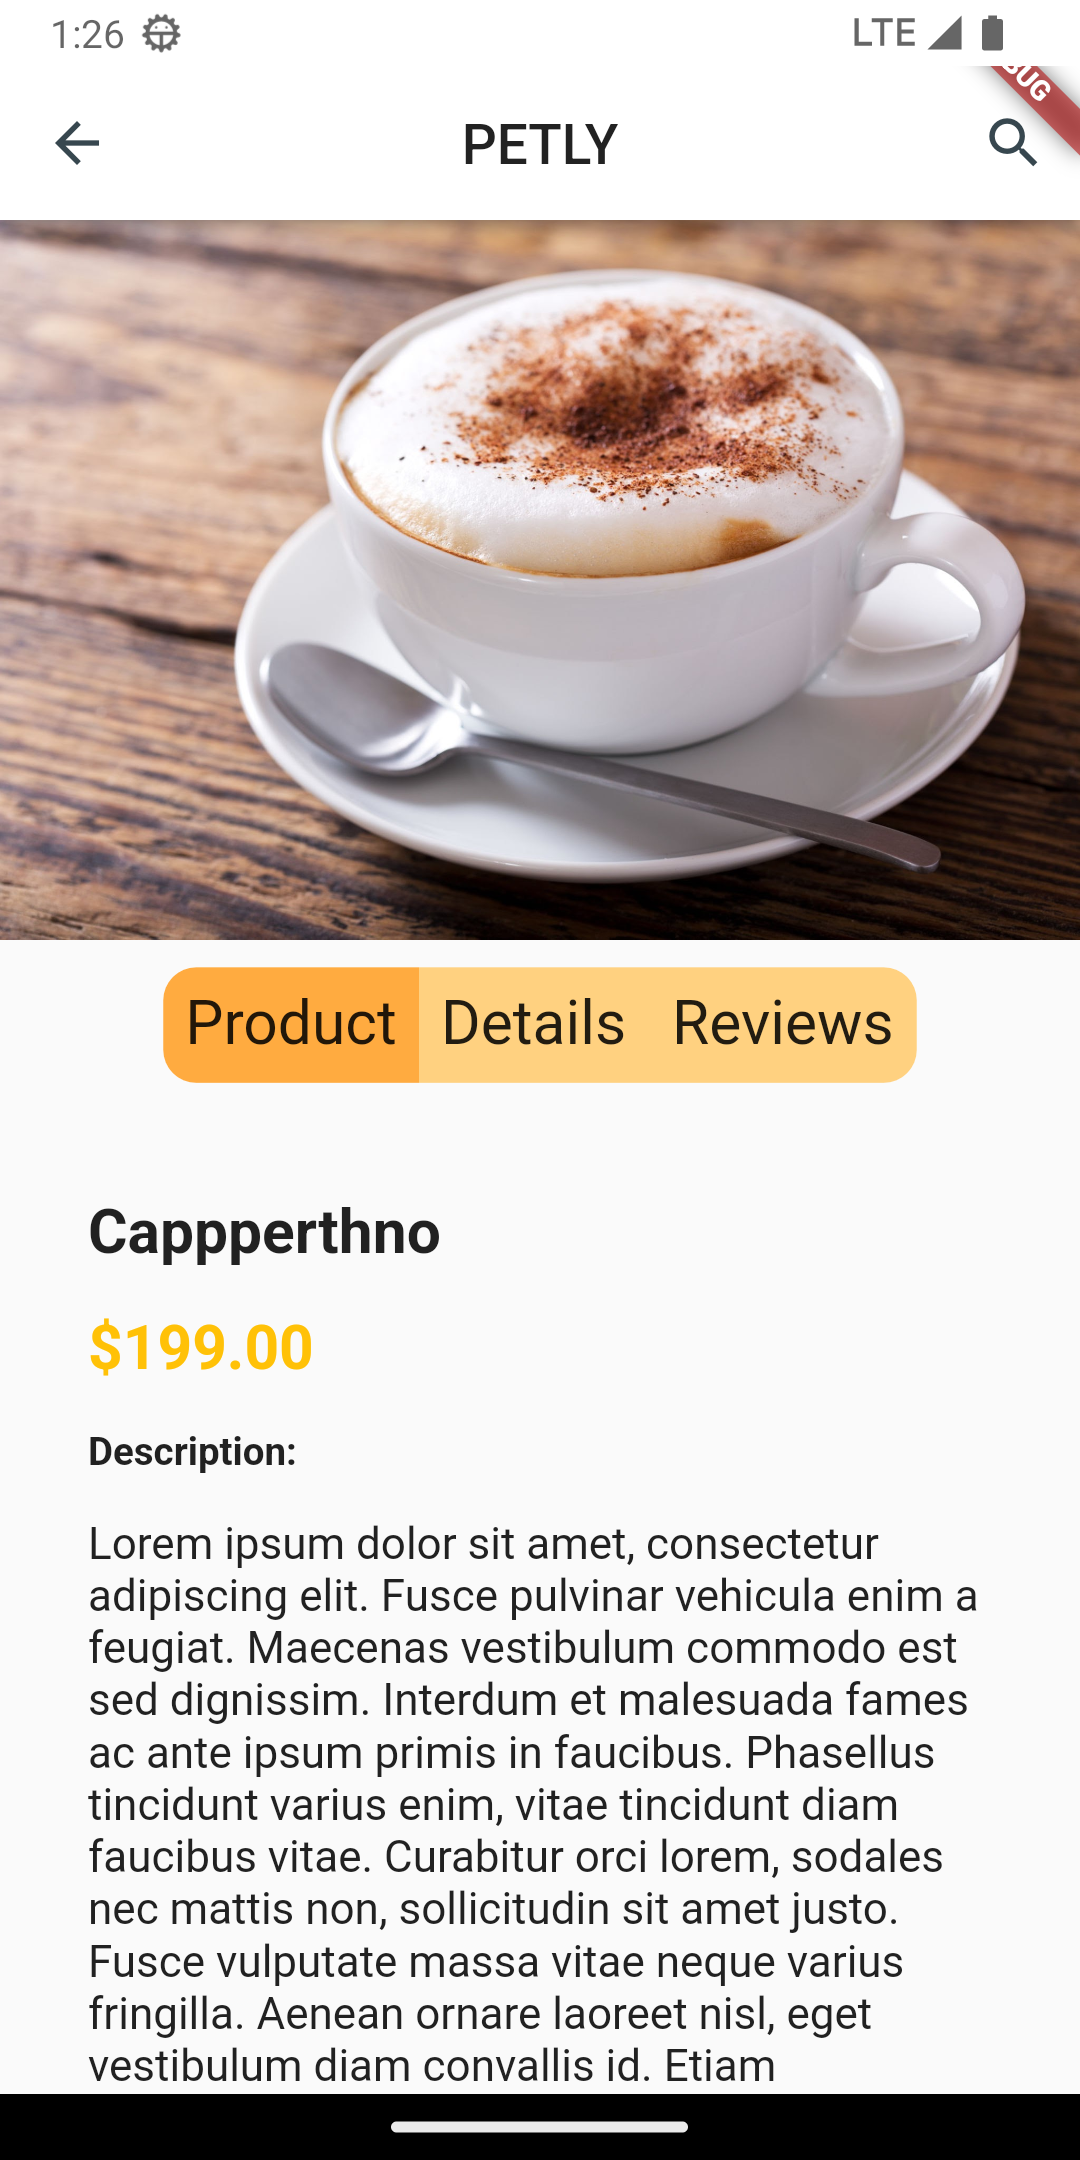 1:26 LTE
BUG
PETLY
Product Details Reviews
Cappperthno
$199.00
Description:
Lorem ipsum dolor sit amet, consectetur
adipiscing elit. Fusce pulvinar vehicula enim a
feugiat. Maecenas vestibulum commodo est
sed dignissim. Interdum et malesuada fames
ac ante ipsum primis in faucibus. Phasellus
tincidunt varius enim, vitae tincidunt diam
faucibus vitae. Curabitur orci lorem, sodales
nec mattis non, sollicitudin sit amet justo.
Fusce vulputate massa vitae neque varius
fringilla. Aenean ornare laoreet nisl, eget
vestibulum diam convallis id. Etiam